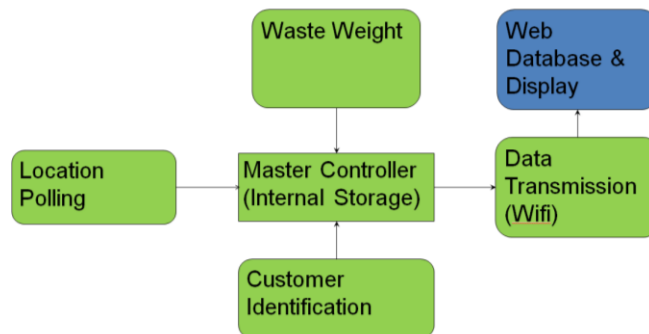 Waste Weight
Web
Database &
Display
Location
Polling
Master Controller
(Internal Storage)
Data
Transmission
(Wifi)
Customer
Identification